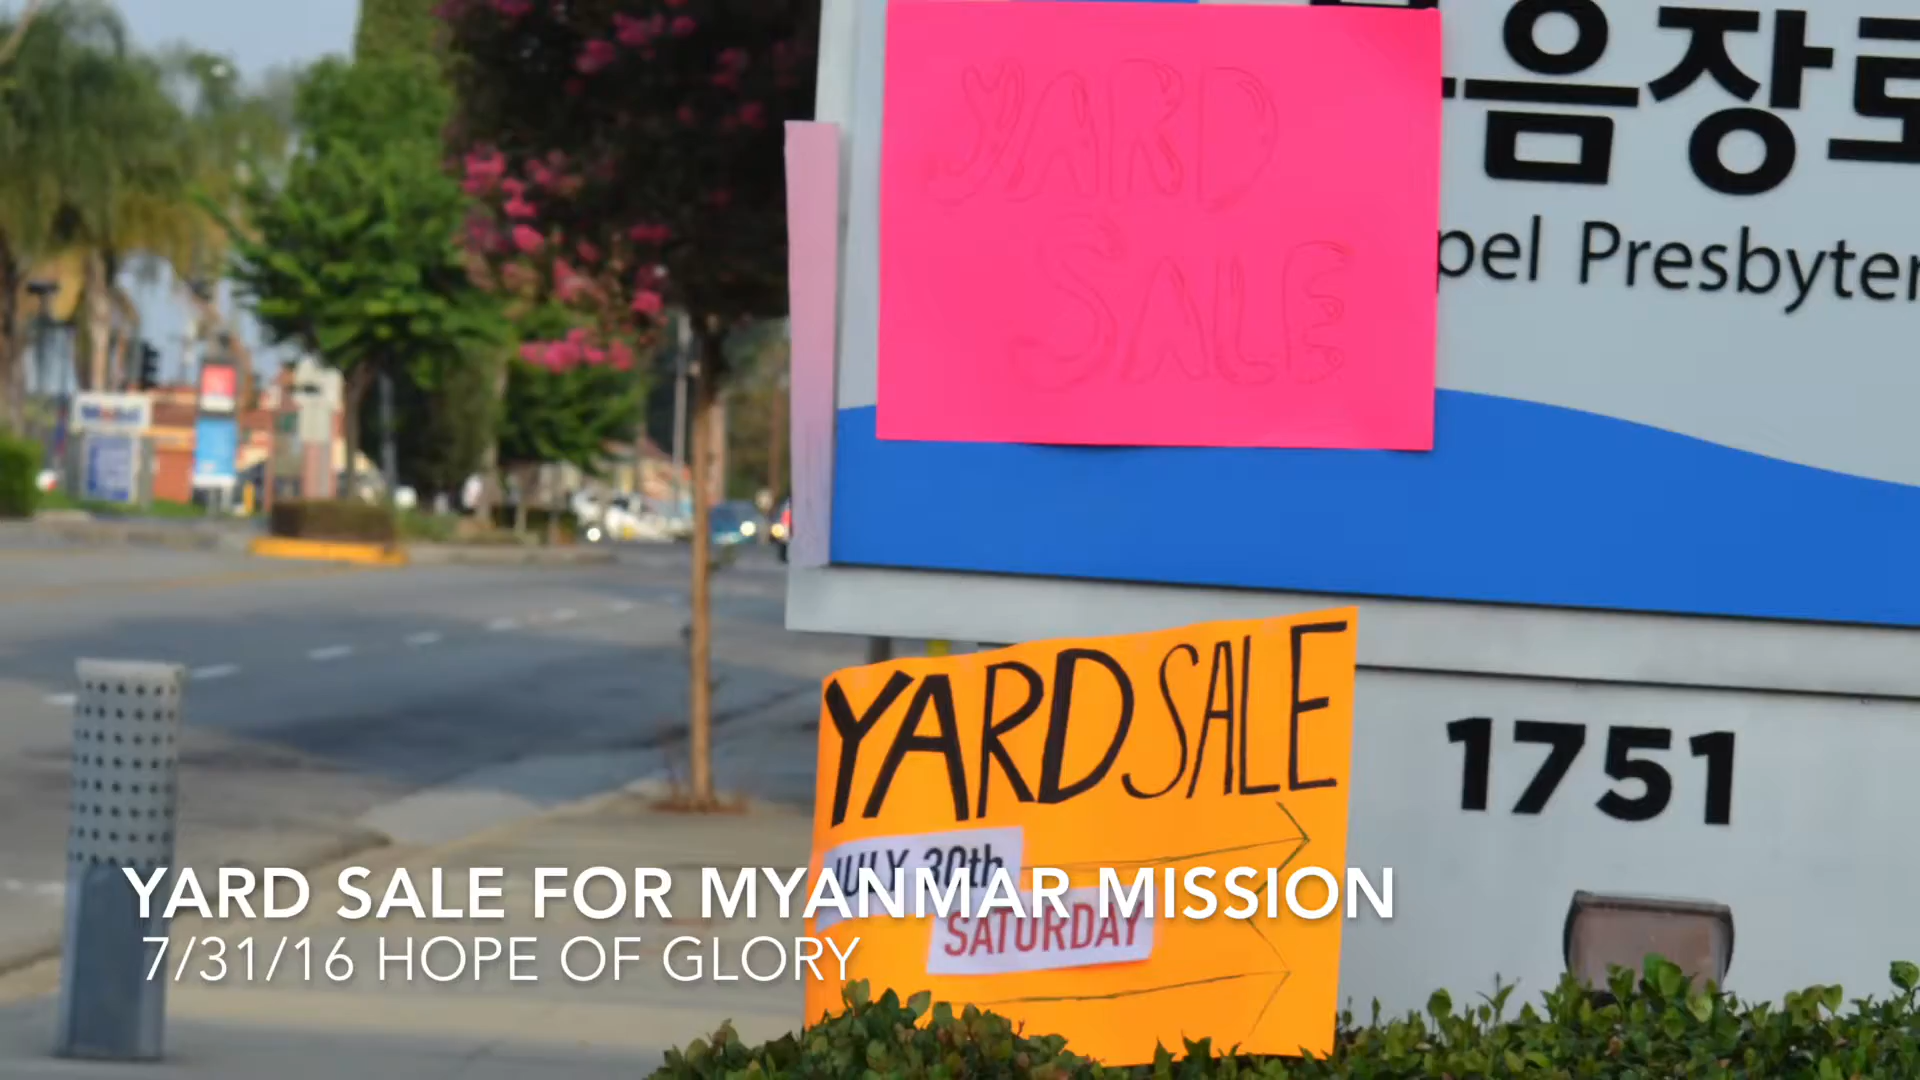 YARD
SALE
음장로
pel Presbyter
YARD SALE
JULY 30th
SATURDAY
1751
Mobil
YARD SALE FOR MYANMAR MISSION
7/31/16 HOPE OF GLORY